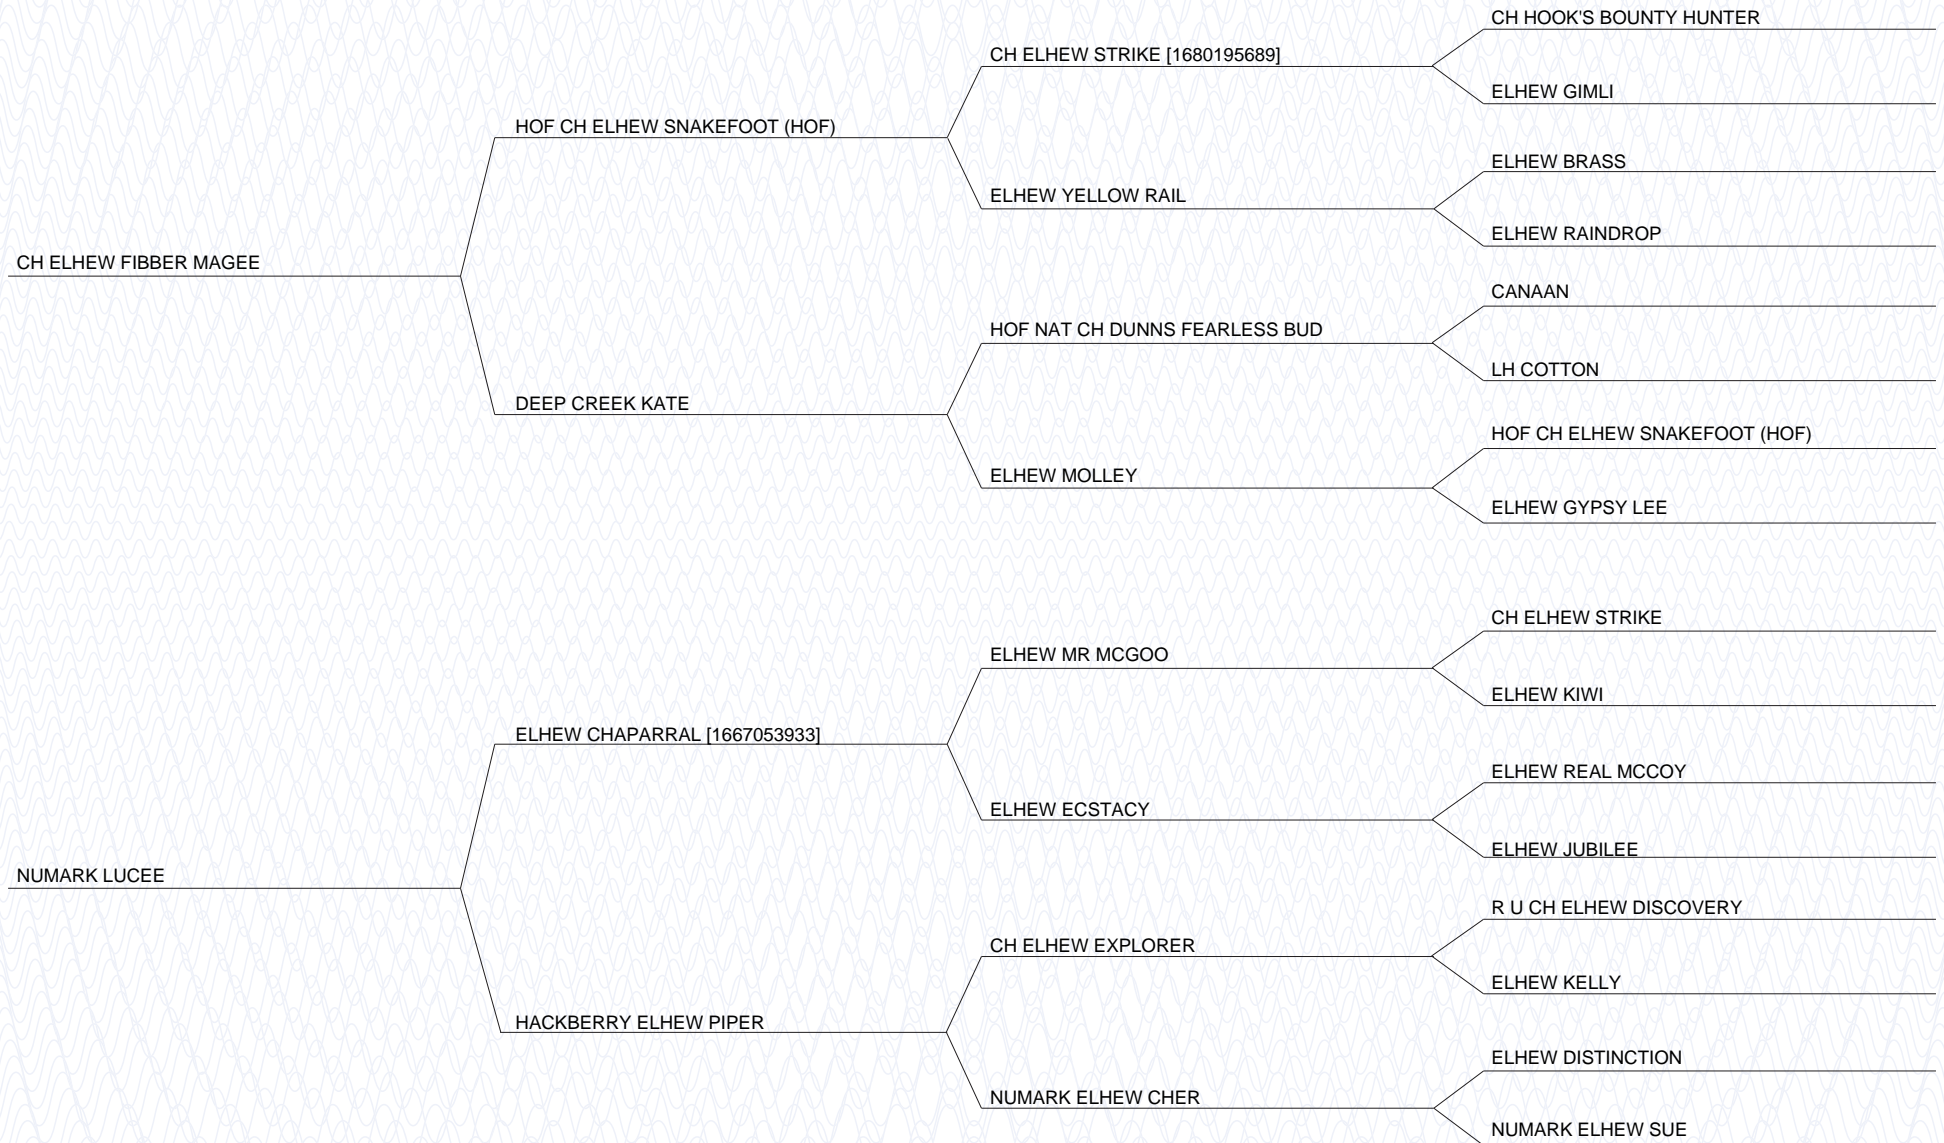 CH HOOK'S BOUNTY HUNTER
CH ELHEW STRIKE [1680195689]
ELHEW GIMLI
HOF CH ELHEW SNAKEFOOT (HOF)
ELHEW BRASS
ELHEW YELLOW RAIL
ELHEW RAINDROP
CH ELHEW FIBBER MAGEE
CANAAN
HOF NAT CH DUNNS FEARLESS BUD
LH COTTON
DEEP CREEK KATE
HOF CH ELHEW SNAKEFOOT (HOF)
ELHEW MOLLEY
ELHEW GYPSY LEE
CH ELHEW STRIKE
ELHEW MR MCGOO
ELHEW KIWI
ELHEW CHAPARRAL [1667053933]
ELHEW REAL MCCOY
ELHEW ECSTACY
ELHEW JUBILEE
NUMARK LUCEE
R U CH ELHEW DISCOVERY
CH ELHEW EXPLORER
ELHEW KELLY
HACKBERRY ELHEW PIPER
ELHEW DISTINCTION
NUMARK ELHEW CHER
NUMARK ELHEW SUE